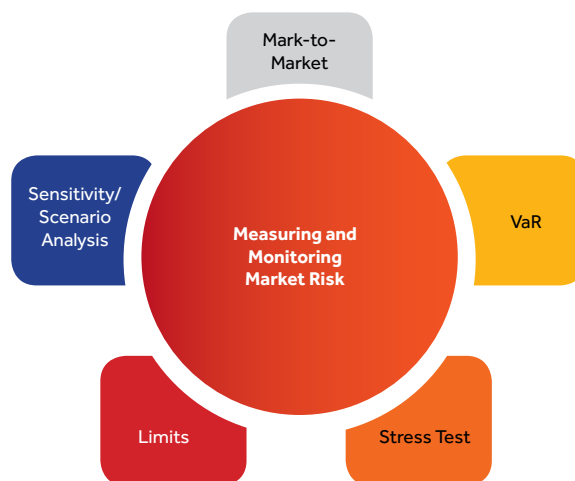 Mark-to-
Market
Sensitivity/
Scenario
Analysis
Measuring and
Monitoring
Market Risk
VaR
Limits
Stress Test